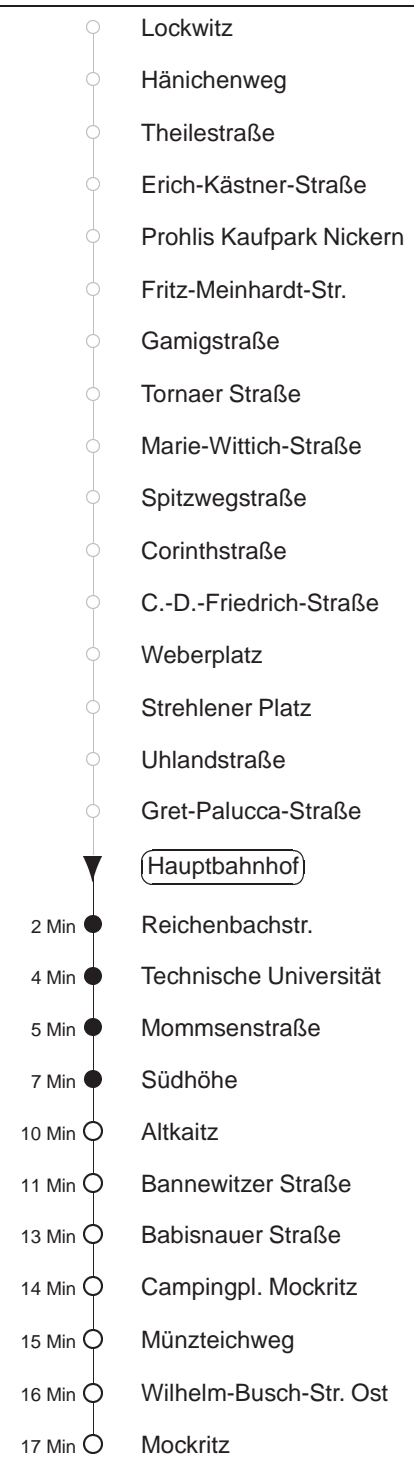 Lockwitz
Hänichenweg
Theilestraße
Erich-Kästner-Straße
Prohlis Kaufpark Nickern
Fritz-Meinhardt-Str.
Gamigstraße
Tornaer Straße
Marie-Wittich-Straße
Spitzwegstraße
Corinthstraße
C.-D.-Friedrich-Straße
Weberplatz
Strehlener Platz
Uhlandstraße
Gret-Palucca-Straße
Hauptbahnhof
2 Min Reichenbachstr.
4 Min Technische Universität
5 Min Mommsenstraße
7 Min Südhöhe
10 Min Altkaitz
11 Min Bannewitzer Straße
13 Min Babisnauer Straße
14 Min Campingpl. Mockritz
15 Min Münzteichweg
16 Min Wilhelm-Busch-Str. Ost
17 Min Mockritz